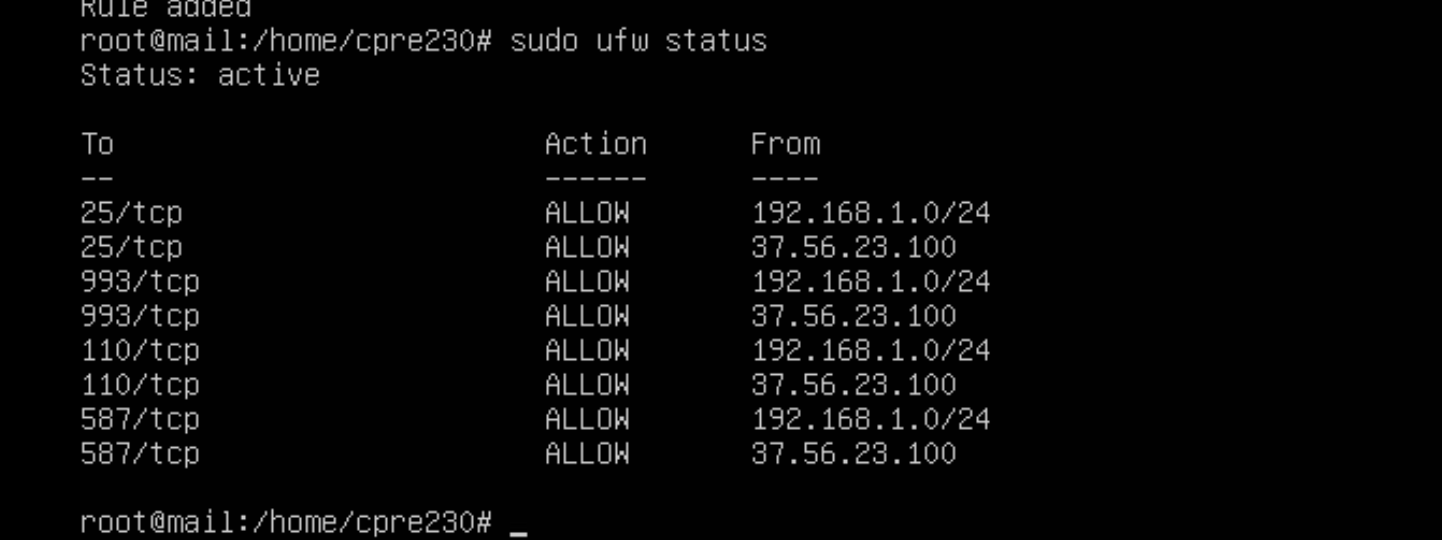 Rule added
root@mail:/home/cpre230# sudo ufw status
Status: active
To Action From
-- ------ ----
25/tcp ALLOW 192.168.1.0/24
25/tcp ALLOW 37.56.23.100
993/tcp ALLOW 192.168.1.0/24
993/tcp ALLOW 37.56.23.100
110/tcp ALLOW 192.168.1.0/24
110/tcp ALLOW 37.56.23.100
587/tcp ALLOW 192.168.1.0/24
587/tcp ALLOW 37.56.23.100
root@mail:/home/cpre230# _